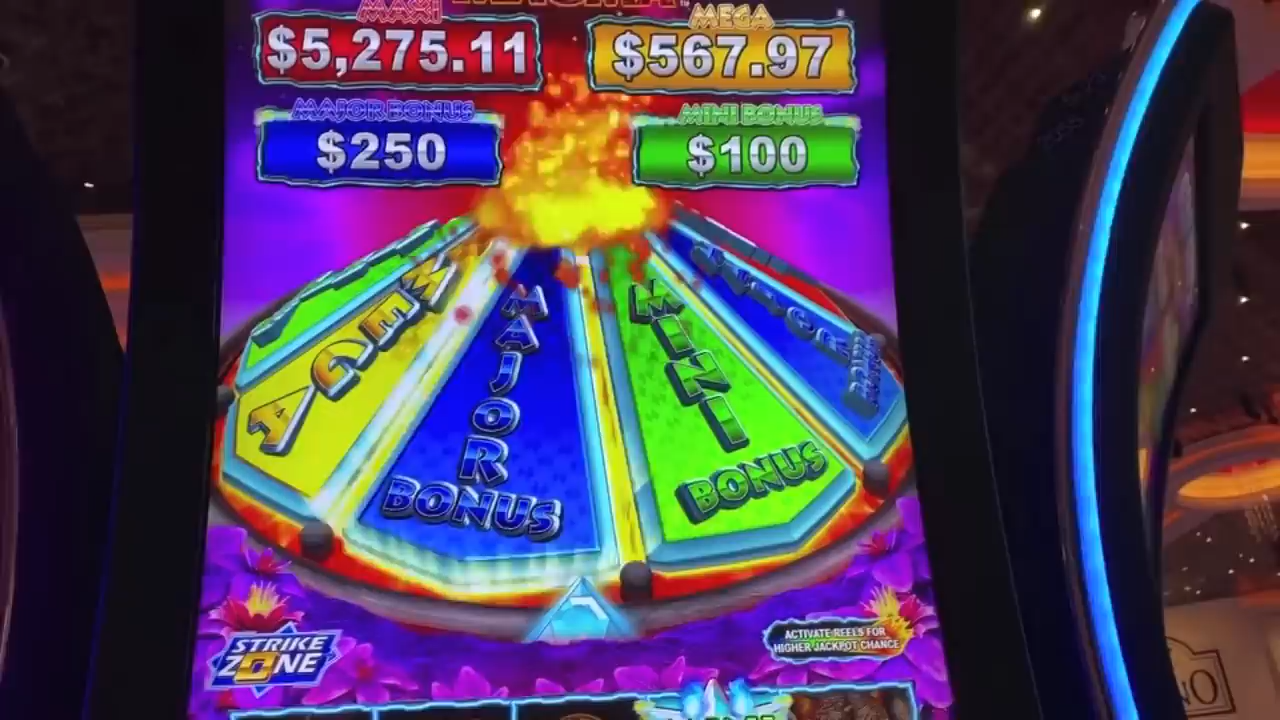 MAXI
MEGA
$5,275.11
$567.97
MAJOR BONUS
MINI BONUS
$250
$100
MEGA
MAJOR
BONUS
MINI
BONUS
STRIKE
ZONE
ACTIVATE REELS FOR
HIGHER JACKPOT CHANCE